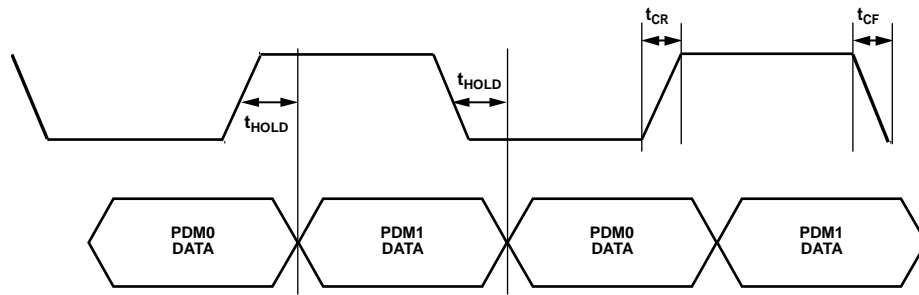 tCR
tCF
tHOLD
tHOLD
PDM0
DATA
PDM1
DATA
PDM0
DATA
PDM1
DATA